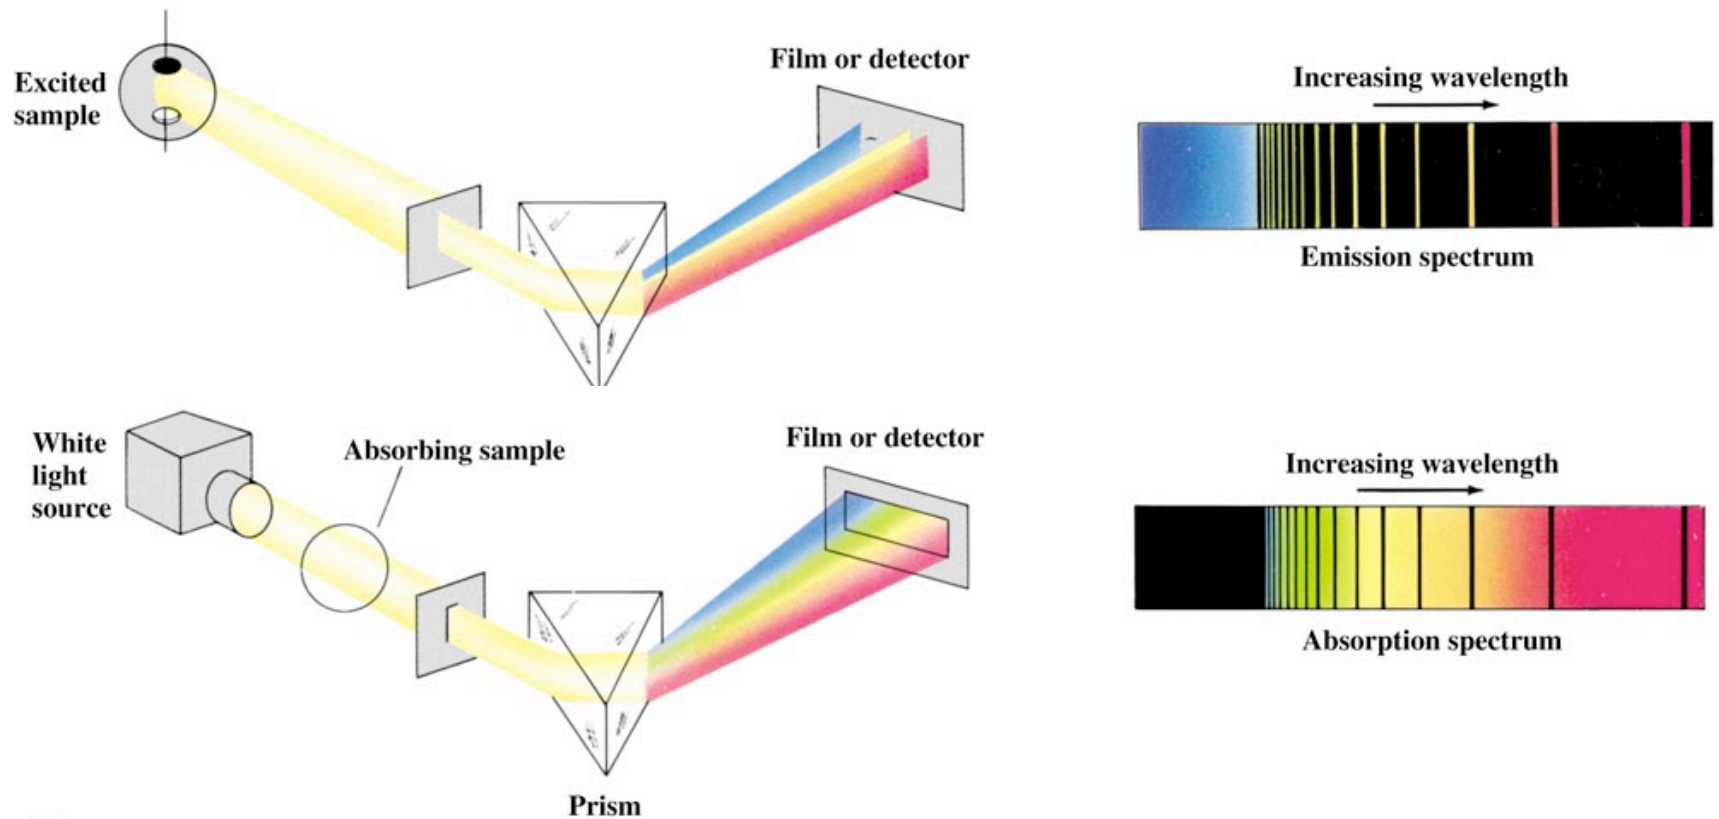 Excited
sample
Film or detector
Increasing wavelength
Emission spectrum
White
light
source
Absorbing sample
Film or detector
Increasing wavelength
Absorption spectrum
Prism